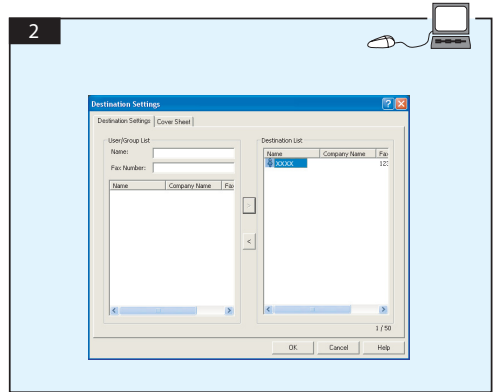 2
Destination Settings
Destination Settings Cover Sheet
User/Group List
Name:
Fax Number:
Name Company Name Fax
>
<
Destination List
Name Company Name Fax
XXXX 123
1 / 50
OK Cancel Help